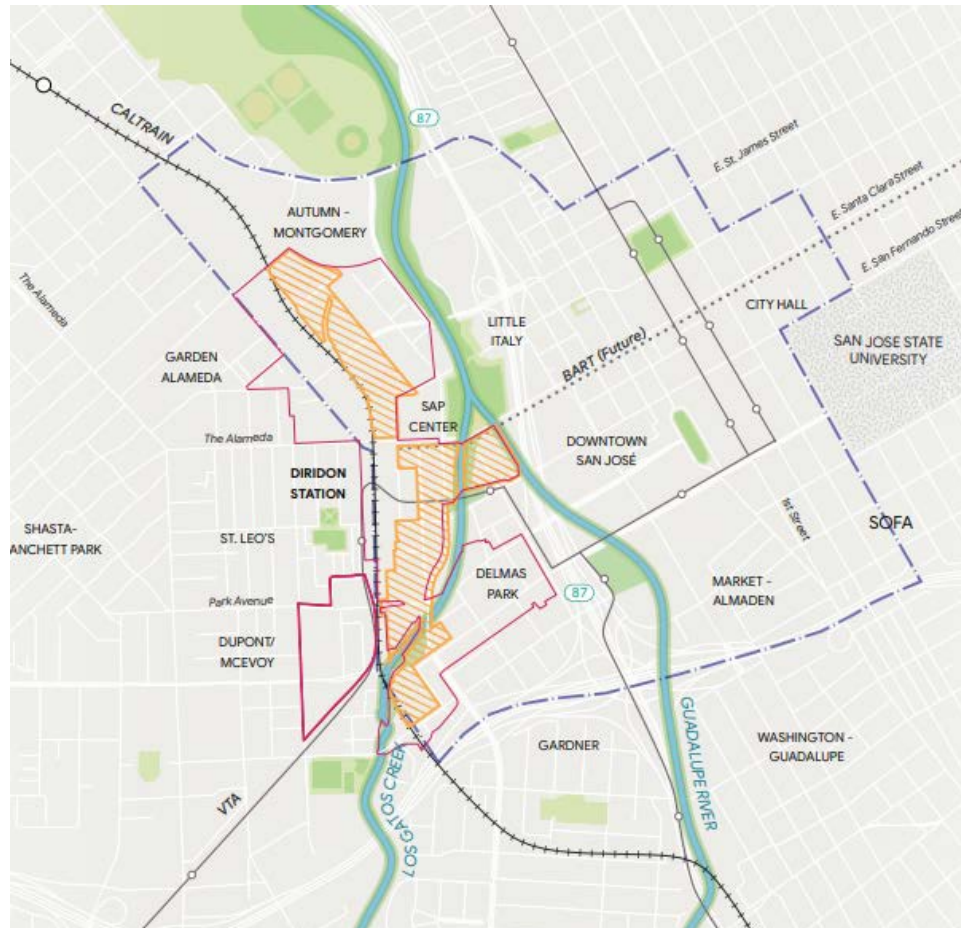 CALTRAIN
87
E. St. James Street
E. Santa Clara Street
E. San Fernando Street
AUTUMN -
MONTGOMERY
The Alameda
LITTLE
ITALY
CITY HALL
BART (Future)
SAN JOSE STATE
UNIVERSITY
GARDEN
ALAMEDA
SAP
CENTER
The Alameda
DOWNTOWN
SAN JOSÉ
DIRIDON
STATION
1st Street
SOFA
SHASTA-
ANCHETT PARK
ST. LEO'S
DELMAS
PARK
87
MARKET -
ALMADEN
Park Avenue
DUPONT/
MCEVOY
GARDNER
GUADALUPE RIVER
WASHINGTON -
GUADALUPE
LOS GATOS CREEK
VTA